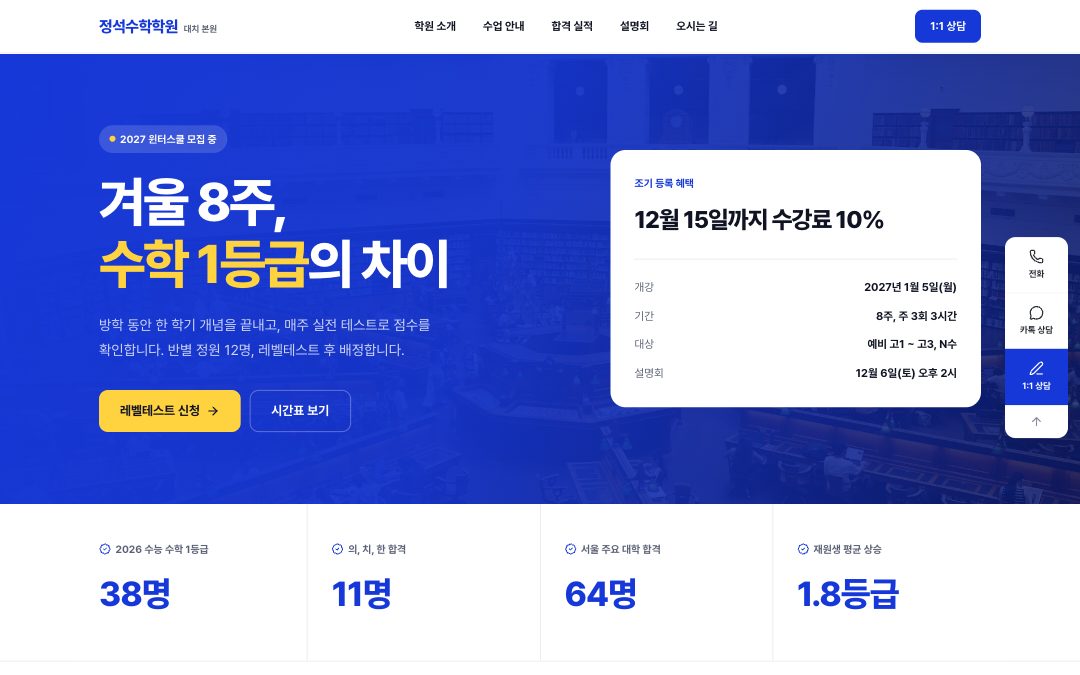 정석수학학원 대치 본원
학원 소개 수업 안내 합격 실적 설명회 오시는 길
1:1 상담
2027 윈터스쿨 모집 중
겨울 8주,
수학 1등급의 차이
방학 동안 한 학기 개념을 끝내고, 매주 실전 테스트로 점수를
확인합니다. 반별 정원 12명, 레벨테스트 후 배정합니다.
레벨테스트 신청 →
시간표 보기
조기 등록 혜택
12월 15일까지 수강료 10%
개강 2027년 1월 5일(월)
기간 8주, 주 3회 3시간
대상 예비 고1 ~ 고3, N수
설명회 12월 6일(토) 오후 2시
전화
카톡 상담
1:1 상담
2026 수능 수학 1등급
38명
의, 치, 한 합격
11명
서울 주요 대학 합격
64명
재원생 평균 상승
1.8등급